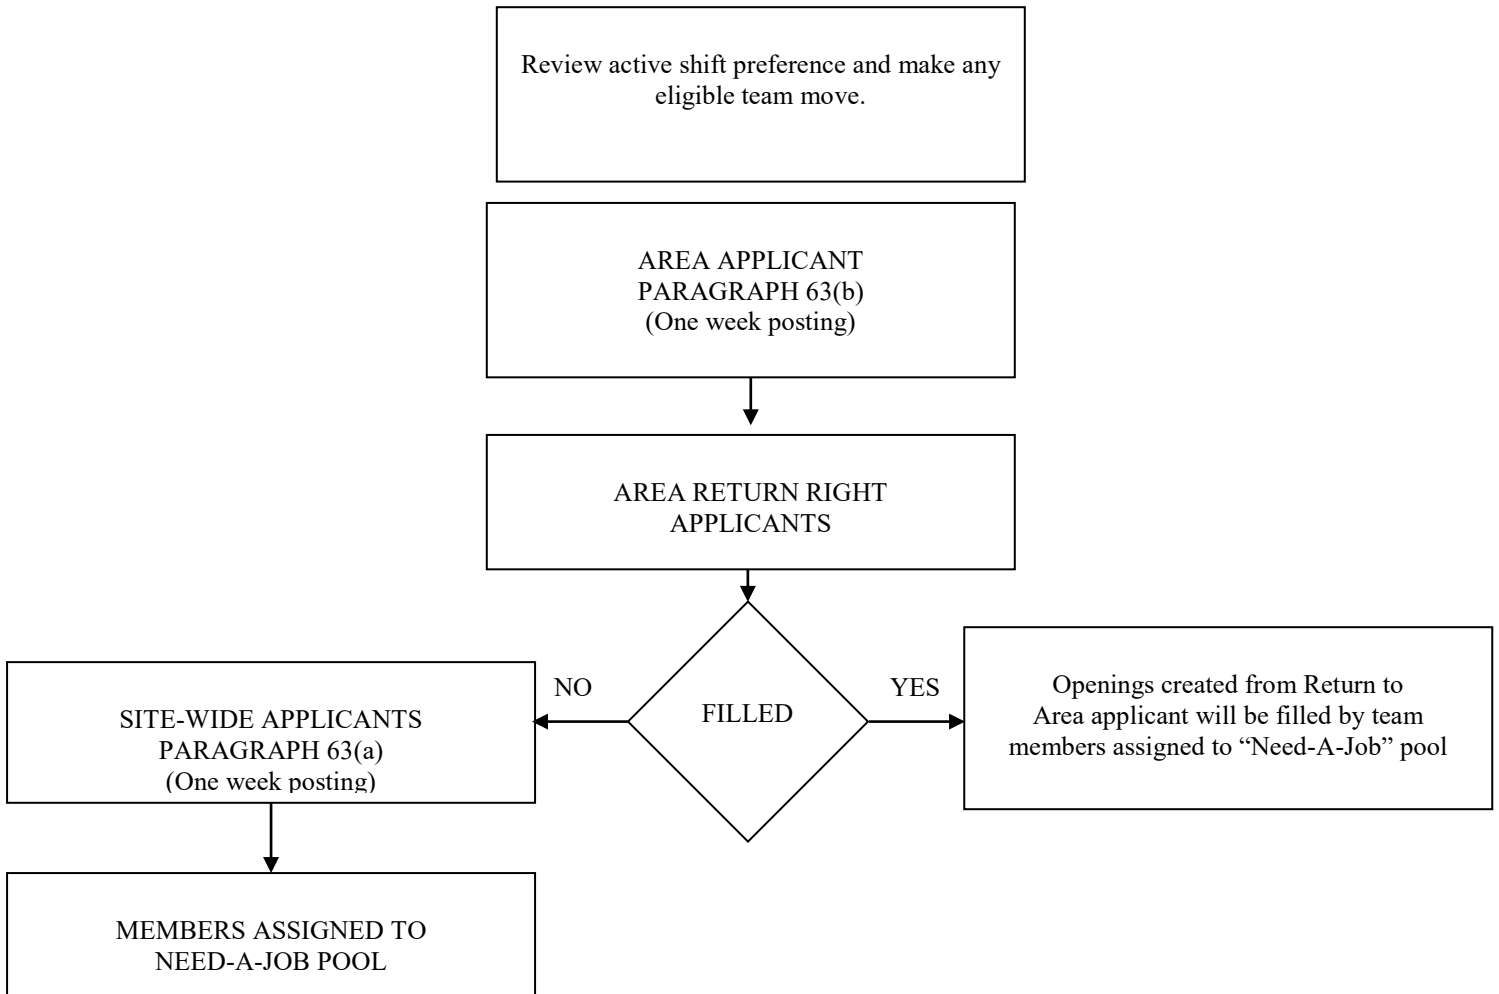 Review active shift preference and make any
eligible team move.
AREA APPLICANT
PARAGRAPH 63(b)
(One week posting)
AREA RETURN RIGHT
APPLICANTS
NO
FILLED
YES
SITE-WIDE APPLICANTS
PARAGRAPH 63(a)
(One week posting)
Openings created from Return to
Area applicant will be filled by team
members assigned to “Need-A-Job” pool
MEMBERS ASSIGNED TO
NEED-A-JOB POOL